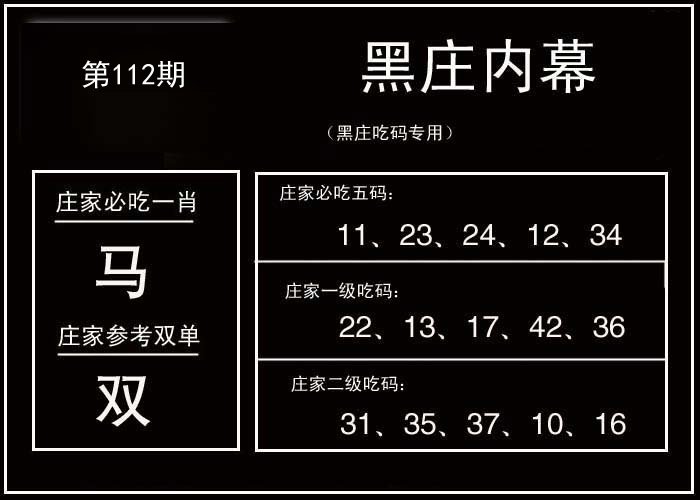 第112期
黑庄内幕
（黑庄吃码专用）
庄家必吃一肖
马
庄家参考双单
双
庄家必吃五码：
11、23、24、12、34
庄家一级吃码：
22、13、17、42、36
庄家二级吃码：
31、35、37、10、16